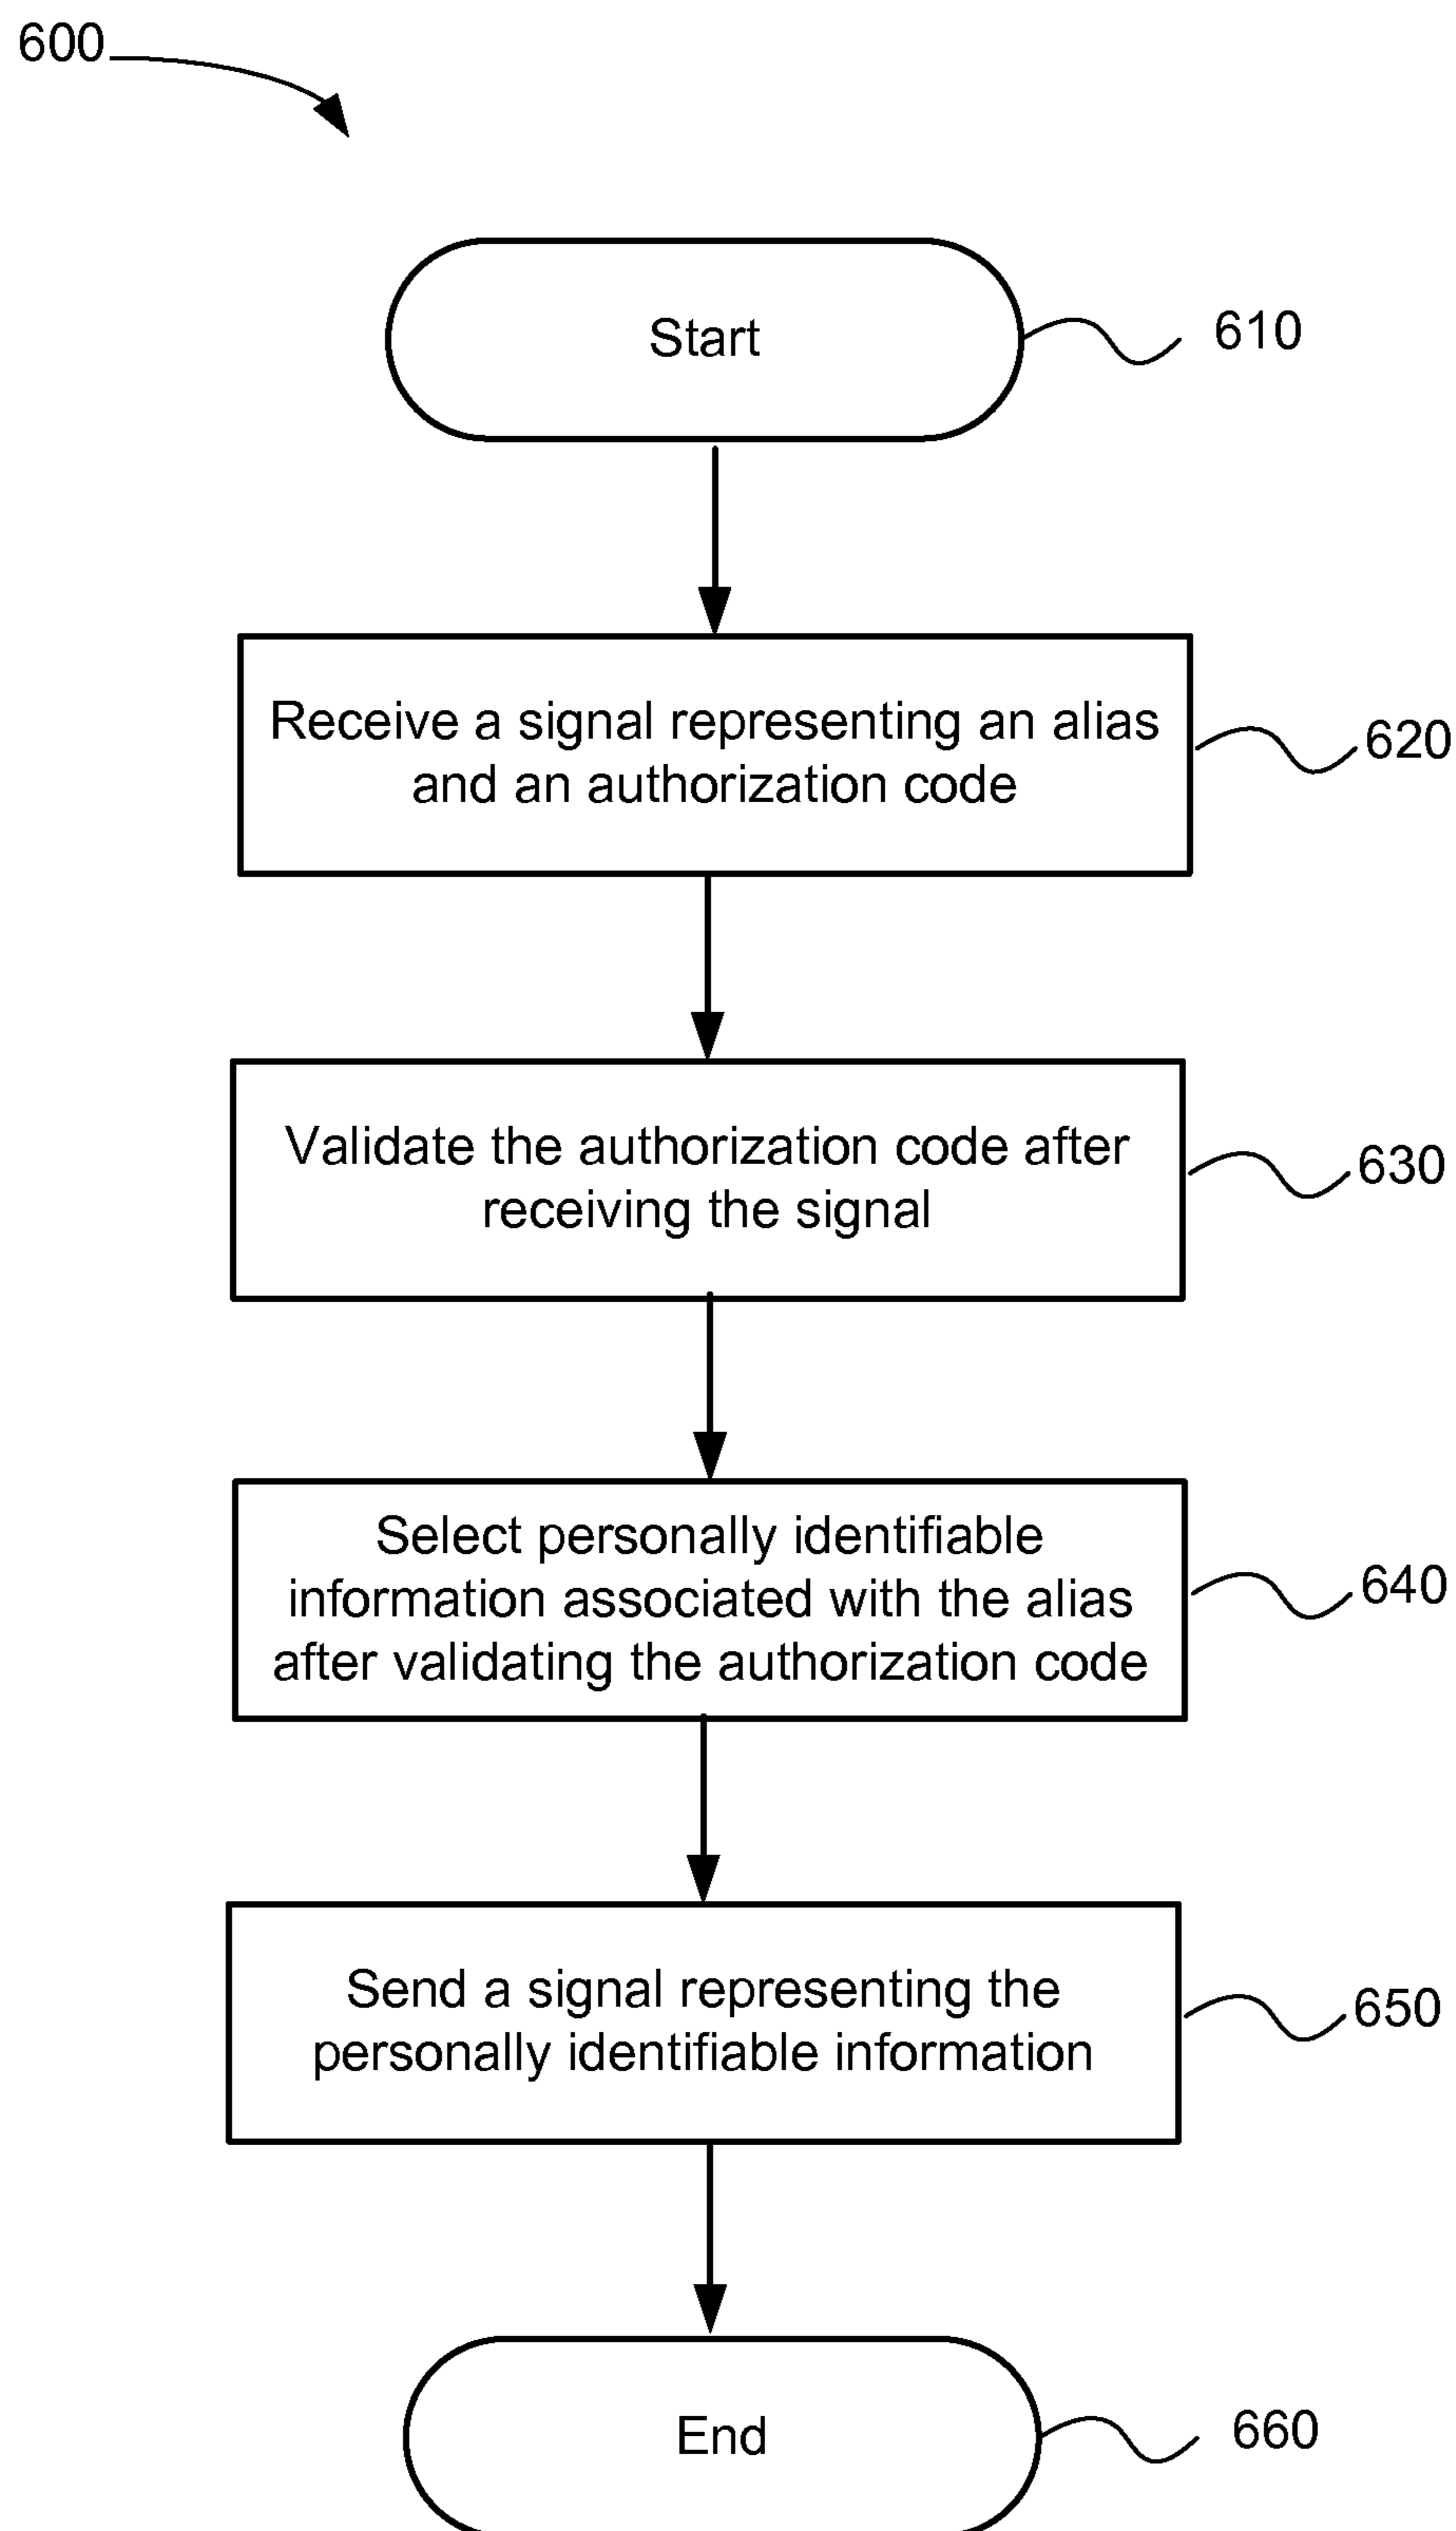 600
Start
610
Receive a signal representing an alias
and an authorization code
620
Validate the authorization code after
receiving the signal
630
Select personally identifiable
information associated with the alias
after validating the authorization code
640
Send a signal representing the
personally identifiable information
650
End
660